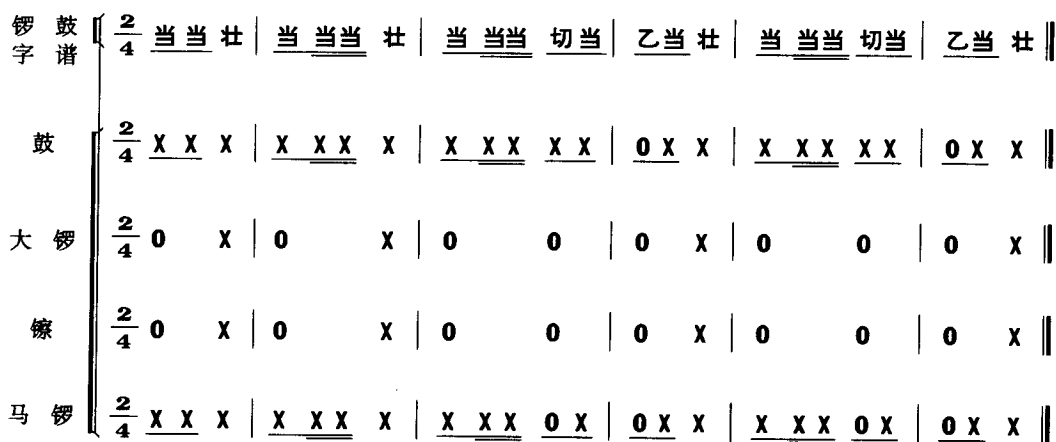 锣鼓字谱 2/4 当当 壮 | 当 当当 壮 | 当 当当 切当 | 乙当 壮 | 当 当当 切当 | 乙当 壮 ‖
鼓 2/4 X X X | X X X X | X X X X X | 0 X X | X X X X X | 0 X X ‖
大锣 2/4 0 X | 0 X | 0 0 | 0 X | 0 0 | 0 X ‖
镲 2/4 0 X | 0 X | 0 0 | 0 X | 0 0 | 0 X ‖
马锣 2/4 X X X | X X X X | X X X 0 X | 0 X X | X X X 0 X | 0 X X ‖